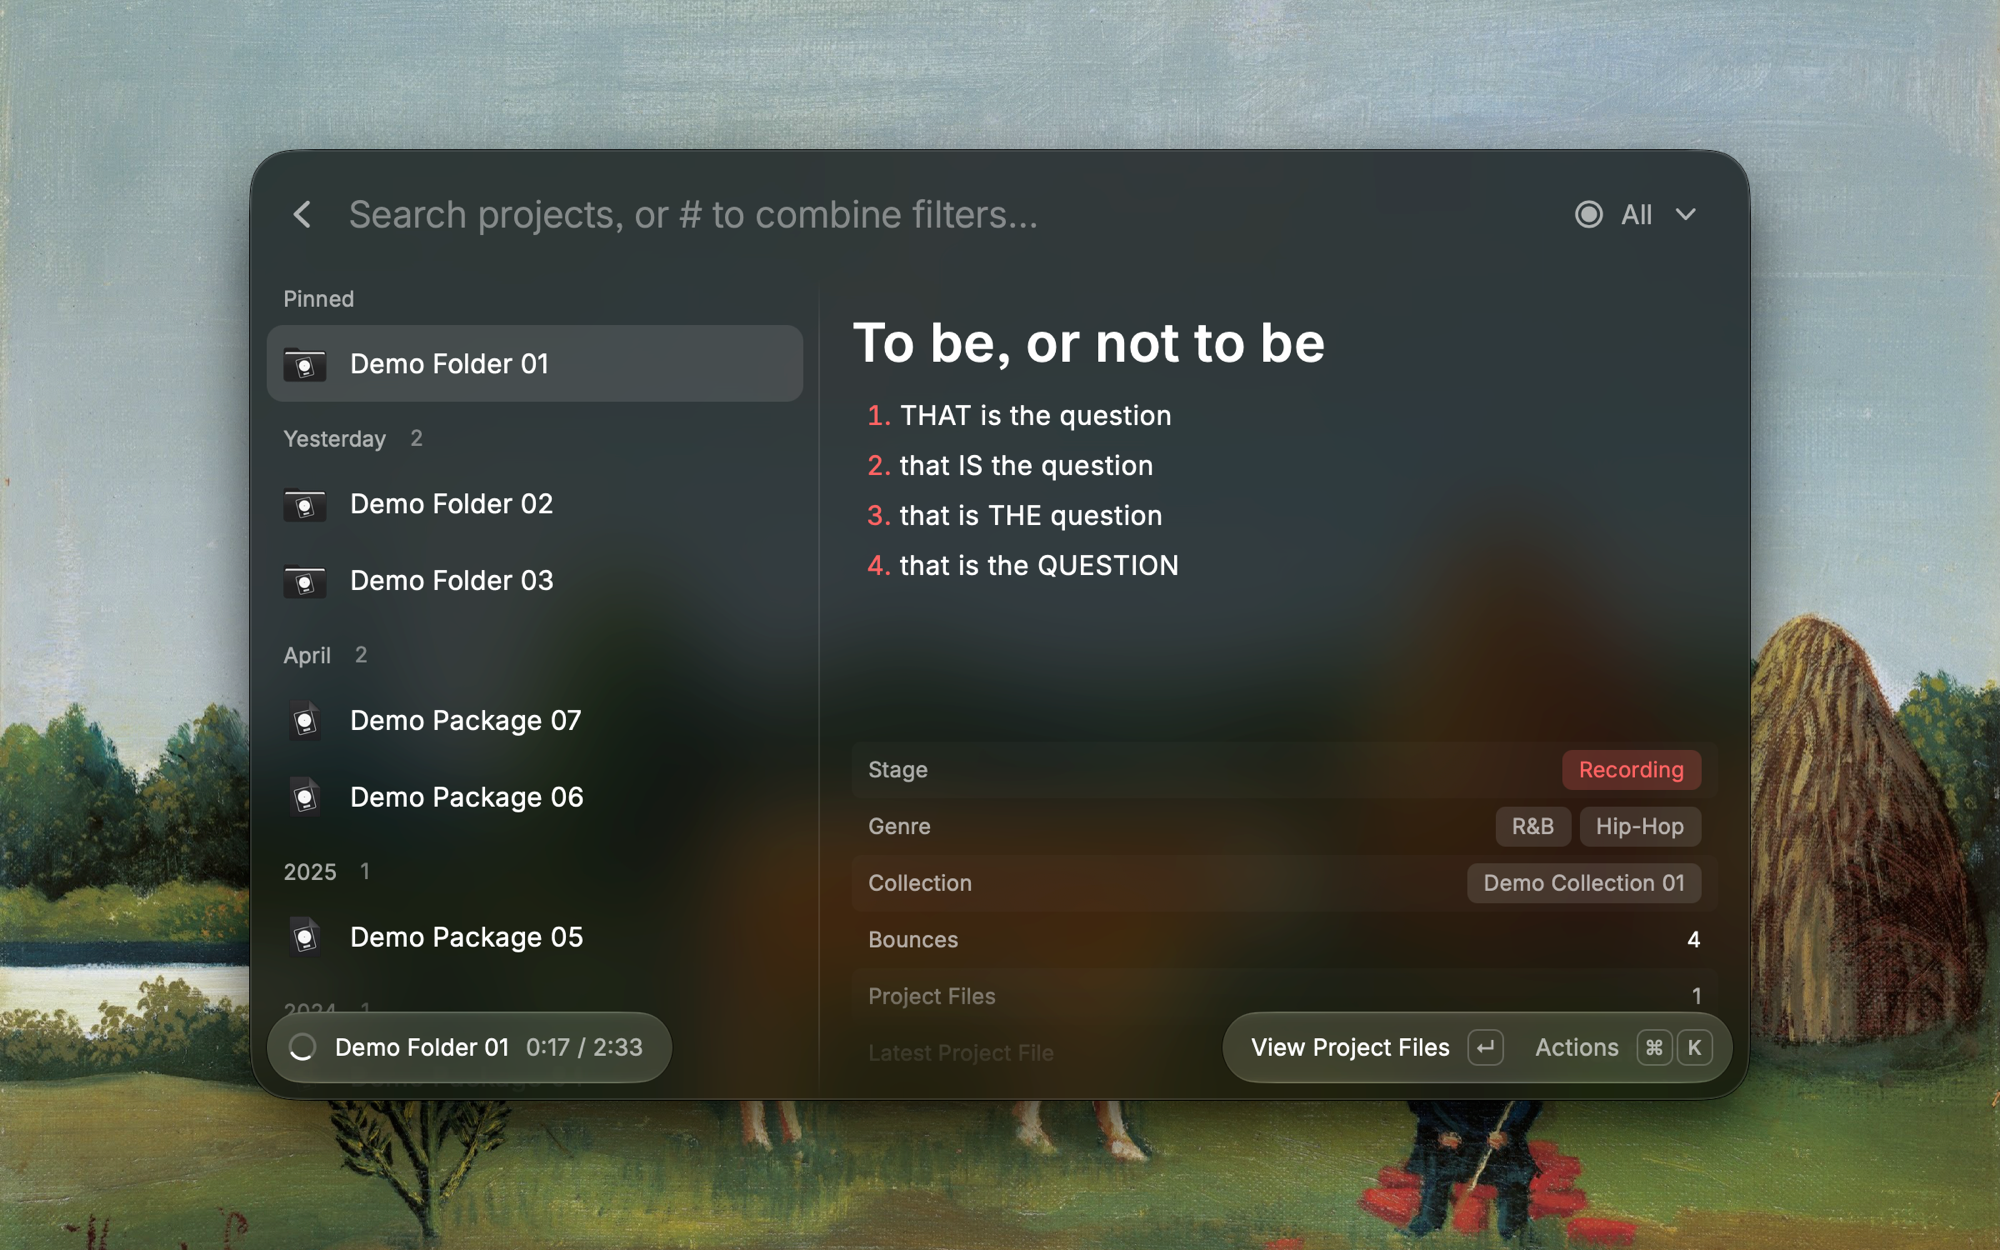 Search projects, or # to combine filters...
All
Pinned
Demo Folder 01
Yesterday 2
Demo Folder 02
Demo Folder 03
April 2
Demo Package 07
Demo Package 06
2025 1
Demo Package 05
2024 1
Demo Folder 01 0:17 / 2:33
To be, or not to be
1. THAT is the question
2. that IS the question
3. that is THE question
4. that is the QUESTION
Stage Recording
Genre R&B Hip-Hop
Collection Demo Collection 01
Bounces 4
Project Files 1
Latest Project File
View Project Files ↵ Actions ⌘ K